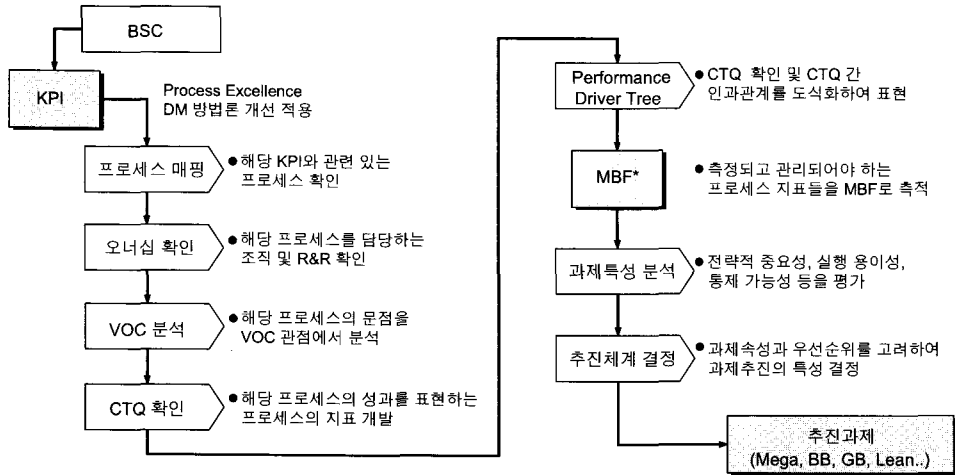 BSC
KPI
Process Excellence
DM 방법론 개선 적용
프로세스 매핑
● 해당 KPI와 관련 있는
프로세스 확인
오너십 확인
● 해당 프로세스를 담당하는
조직 및 R&R 확인
VOC 분석
● 해당 프로세스의 문점을
VOC 관점에서 분석
CTQ 확인
● 해당 프로세스의 성과를 표현하는
프로세스의 지표 개발
Performance
Driver Tree
● CTQ 확인 및 CTQ 간
인과관계를 도식화하여 표현
MBF*
● 측정되고 관리되어야 하는
프로세스 지표들을 MBF로 측적
과제특성 분석
● 전략적 중요성, 실행 용이성,
통제 가능성 등을 평가
추진체계 결정
● 과제속성과 우선순위를 고려하여
과제추진의 특성 결정
추진과제
(Mega, BB, GB, Lean..)